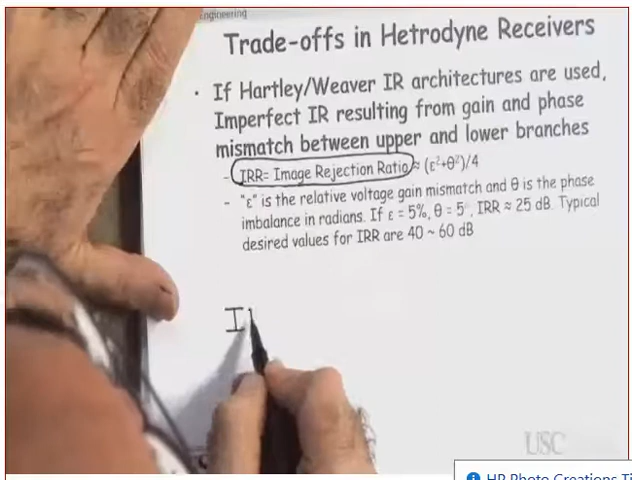 Engineering
Trade-offs in Hetrodyne Receivers
• If Hartley/Weaver IR architectures are used,
Imperfect IR resulting from gain and phase
mismatch between upper and lower branches
- IRR= Image Rejection Ratio ≈ (ε²+θ²)/4
- "ε" is the relative voltage gain mismatch and θ is the phase
imbalance in radians. If ε = 5%, θ = 5°, IRR ≈ 25 dB. Typical
desired values for IRR are 40 ~ 60 dB
I
USC
HP Photo Creations Ti